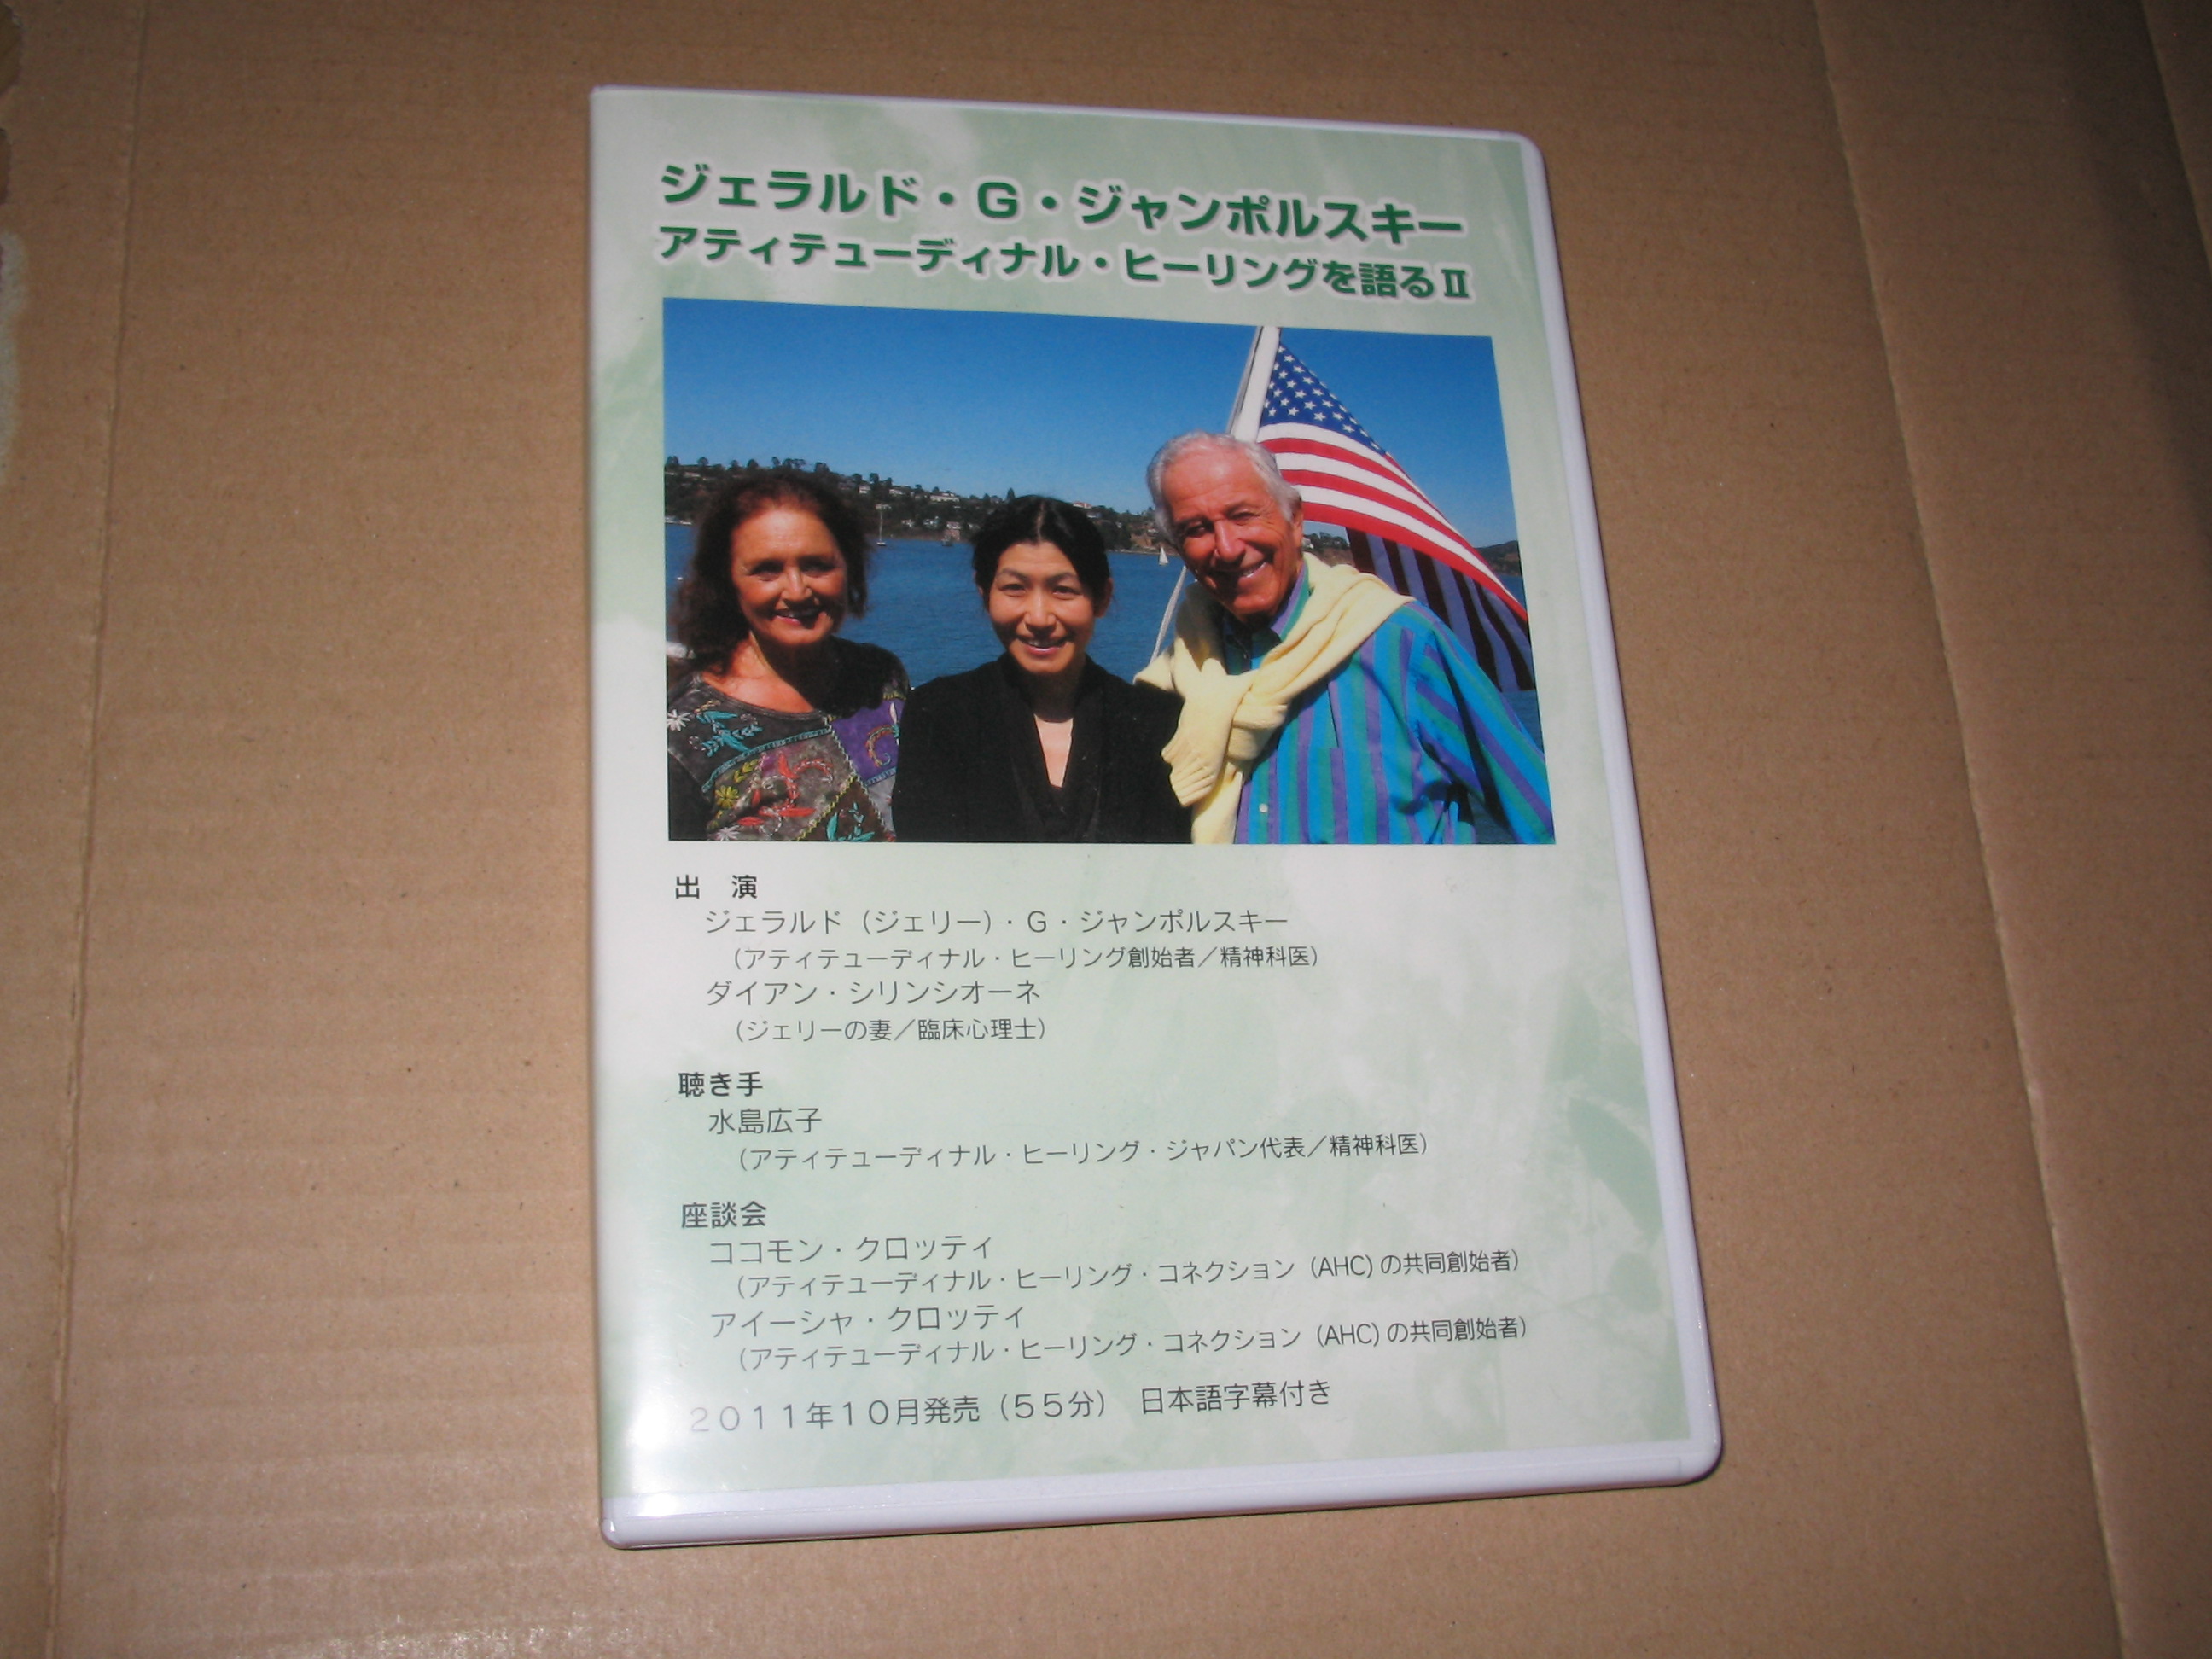 ジェラルド・G・ジャンポルスキー
アティテューディナル・ヒーリングを語るⅡ
出　演
ジェラルド（ジェリー）・G・ジャンポルスキー
（アティテューディナル・ヒーリング創始者／精神科医）
ダイアン・シリンシオーネ
（ジェリーの妻／臨床心理士）
聴き手
水島広子
（アティテューディナル・ヒーリング・ジャパン代表／精神科医）
座談会
ココモン・クロッティ
（アティテューディナル・ヒーリング・コネクション（AHC）の共同創始者）
アイーシャ・クロッティ
（アティテューディナル・ヒーリング・コネクション（AHC）の共同創始者）
２０１１年１０月発売（５５分）　日本語字幕付き